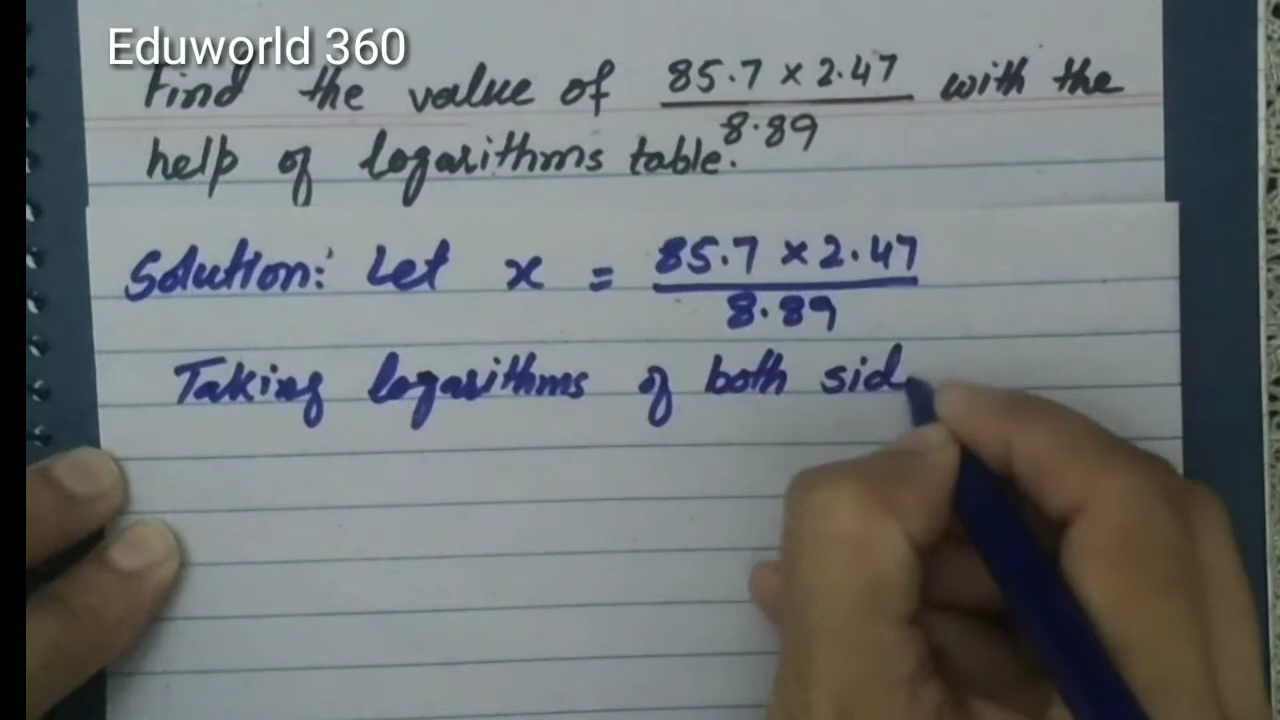 Eduworld 360
Find the value of 85.7 × 2.47 / 8.89 with the
help of logarithms table.
Solution: Let x = 85.7 × 2.47 / 8.89
Taking logarithms of both sid